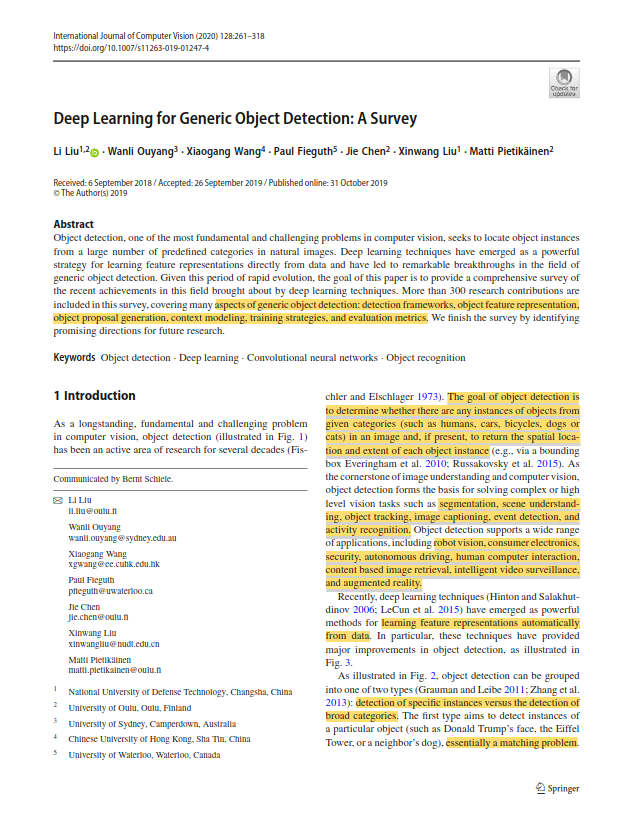 International Journal of Computer Vision (2020) 128:261–318
https://doi.org/10.1007/s11263-019-01247-4
Check for
updates
Deep Learning for Generic Object Detection: A Survey
Li Liu1,2 · Wanli Ouyang3 · Xiaogang Wang4 · Paul Fieguth5 · Jie Chen2 · Xinwang Liu1 · Matti Pietikäinen2
Received: 6 September 2018 / Accepted: 26 September 2019 / Published online: 31 October 2019
© The Author(s) 2019
Abstract
Object detection, one of the most fundamental and challenging problems in computer vision, seeks to locate object instances
from a large number of predefined categories in natural images. Deep learning techniques have emerged as a powerful
strategy for learning feature representations directly from data and have led to remarkable breakthroughs in the field of
generic object detection. Given this period of rapid evolution, the goal of this paper is to provide a comprehensive survey of
the recent achievements in this field brought about by deep learning techniques. More than 300 research contributions are
included in this survey, covering many aspects of generic object detection: detection frameworks, object feature representation,
object proposal generation, context modeling, training strategies, and evaluation metrics. We finish the survey by identifying
promising directions for future research.
Keywords Object detection · Deep learning · Convolutional neural networks · Object recognition
1 Introduction
As a longstanding, fundamental and challenging problem
in computer vision, object detection (illustrated in Fig. 1)
has been an active area of research for several decades (Fis-
Communicated by Bernt Schiele.
Li Liu
li.liu@oulu.fi
Wanli Ouyang
wanli.ouyang@sydney.edu.au
Xiaogang Wang
xgwang@ee.cuhk.edu.hk
Paul Fieguth
pfieguth@uwaterloo.ca
Jie Chen
jie.chen@oulu.fi
Xinwang Liu
xinwangliu@nudt.edu.cn
Matti Pietikäinen
matti.pietikainen@oulu.fi
1 National University of Defense Technology, Changsha, China
2 University of Oulu, Oulu, Finland
3 University of Sydney, Camperdown, Australia
4 Chinese University of Hong Kong, Sha Tin, China
5 University of Waterloo, Waterloo, Canada
chler and Elschlager 1973). The goal of object detection is
to determine whether there are any instances of objects from
given categories (such as humans, cars, bicycles, dogs or
cats) in an image and, if present, to return the spatial loca-
tion and extent of each object instance (e.g., via a bounding
box Everingham et al. 2010; Russakovsky et al. 2015). As
the cornerstone of image understanding and computer vision,
object detection forms the basis for solving complex or high
level vision tasks such as segmentation, scene understand-
ing, object tracking, image captioning, event detection, and
activity recognition. Object detection supports a wide range
of applications, including robot vision, consumer electronics,
security, autonomous driving, human computer interaction,
content based image retrieval, intelligent video surveillance,
and augmented reality.
Recently, deep learning techniques (Hinton and Salakhut-
dinov 2006; LeCun et al. 2015) have emerged as powerful
methods for learning feature representations automatically
from data. In particular, these techniques have provided
major improvements in object detection, as illustrated in
Fig. 3.
As illustrated in Fig. 2, object detection can be grouped
into one of two types (Grauman and Leibe 2011; Zhang et al.
2013): detection of specific instances versus the detection of
broad categories. The first type aims to detect instances of
a particular object (such as Donald Trump's face, the Eiffel
Tower, or a neighbor's dog), essentially a matching problem.
Springer